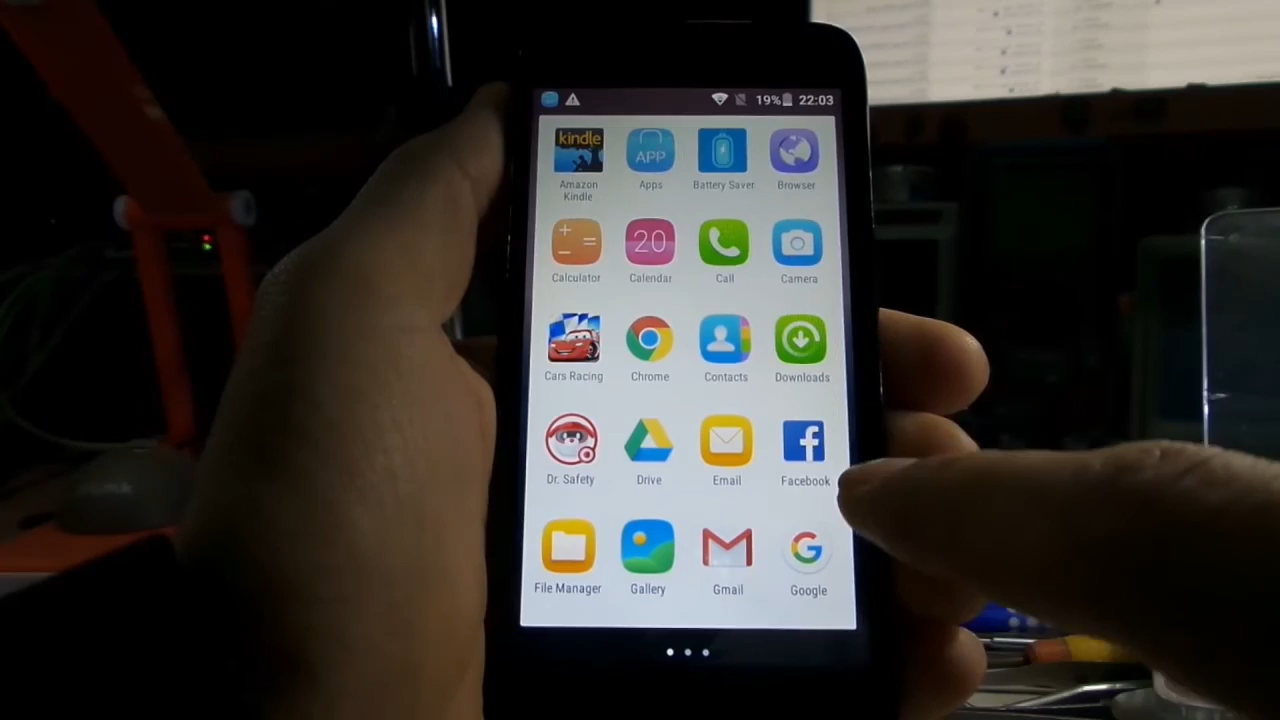 19% 22:03
kindle
APP
Amazon
Kindle
Apps
Battery Saver
Browser
20
Calculator
Calendar
Call
Camera
Cars Racing
Chrome
Contacts
Downloads
Dr. Safety
Drive
Email
Facebook
File Manager
Gallery
Gmail
Google